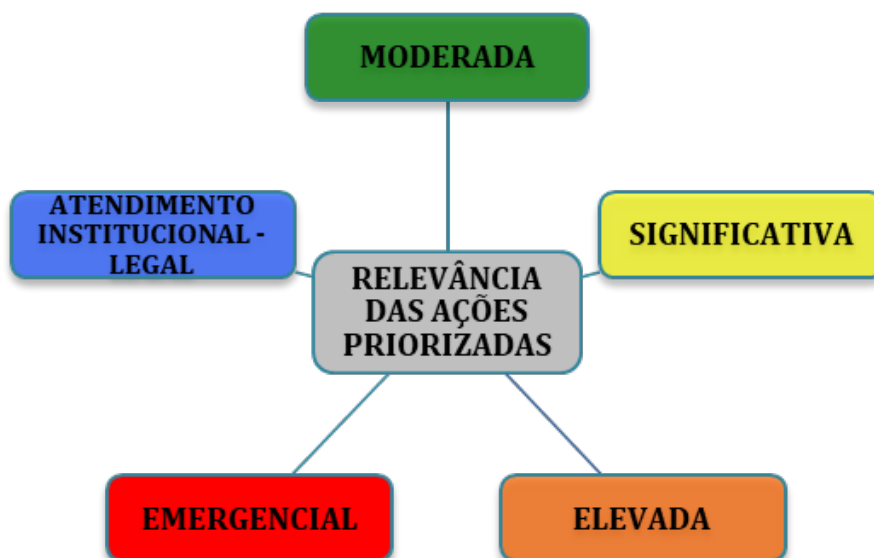 MODERADA
ATENDIMENTO
INSTITUCIONAL -
LEGAL
SIGNIFICATIVA
RELEVÂNCIA
DAS AÇÕES
PRIORIZADAS
EMERGENCIAL
ELEVADA